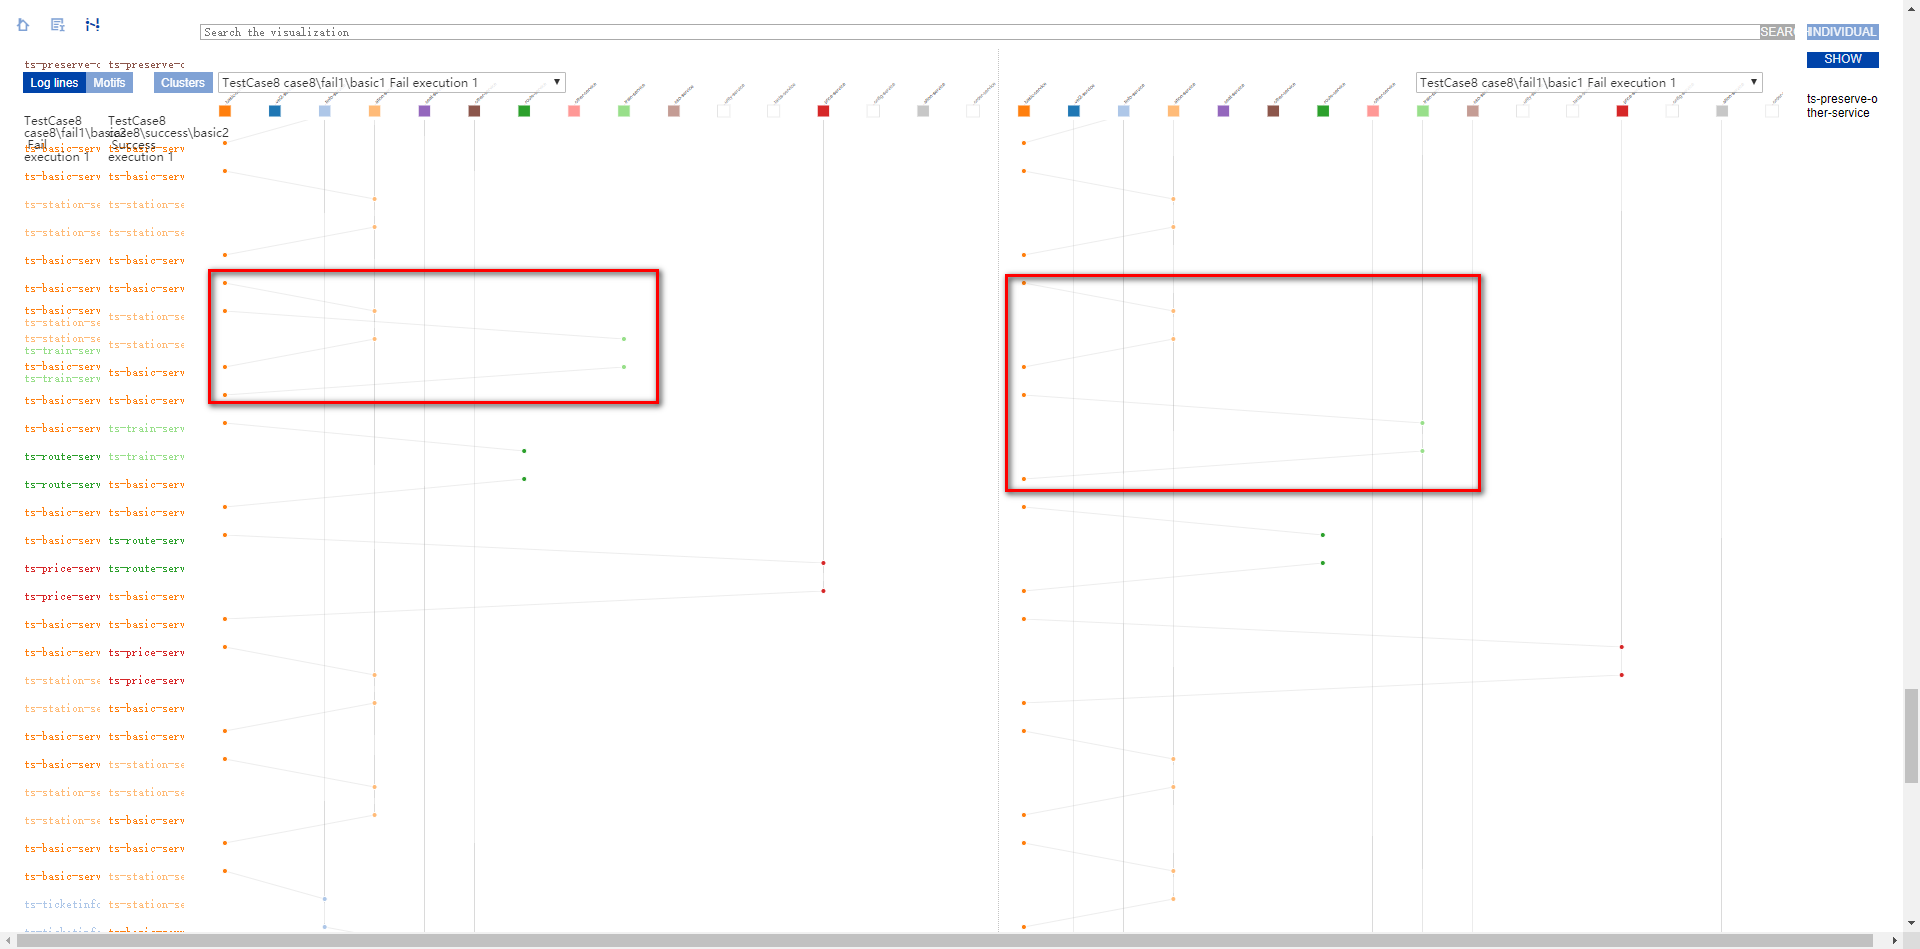 Search the visualization
SEAR
INDIVIDUAL
SHOW
ts-preserve-o
ther-service
ts-preserve-c ts-preserve-c
Log lines Motifs Clusters
TestCase8 case8\fail1\basic1 Fail execution 1
TestCase8 case8\fail1\basic1 Fail execution 1
TestCase8
case8\fail1\basic2
Fail
execution 1
TestCase8
case8\success\basic2
Success
execution 1
ts-basic-serv ts-basic-serv
ts-basic-serv ts-basic-serv
ts-station-se ts-station-se
ts-station-se ts-station-se
ts-basic-serv ts-basic-serv
ts-basic-serv ts-basic-serv
ts-basic-serv
ts-station-se ts-station-se
ts-station-se ts-station-se
ts-train-serv
ts-basic-serv ts-basic-serv
ts-train-serv
ts-basic-serv ts-basic-serv
ts-basic-serv ts-train-serv
ts-route-serv ts-train-serv
ts-route-serv ts-basic-serv
ts-basic-serv ts-basic-serv
ts-basic-serv ts-route-serv
ts-price-serv ts-route-serv
ts-price-serv ts-basic-serv
ts-basic-serv ts-basic-serv
ts-basic-serv ts-price-serv
ts-station-se ts-price-serv
ts-station-se ts-basic-serv
ts-basic-serv ts-basic-serv
ts-basic-serv ts-station-se
ts-station-se ts-station-se
ts-station-se ts-basic-serv
ts-basic-serv ts-basic-serv
ts-basic-serv ts-station-se
ts-ticketinfo ts-station-se
ts-ticketinfo ts-basic-serv